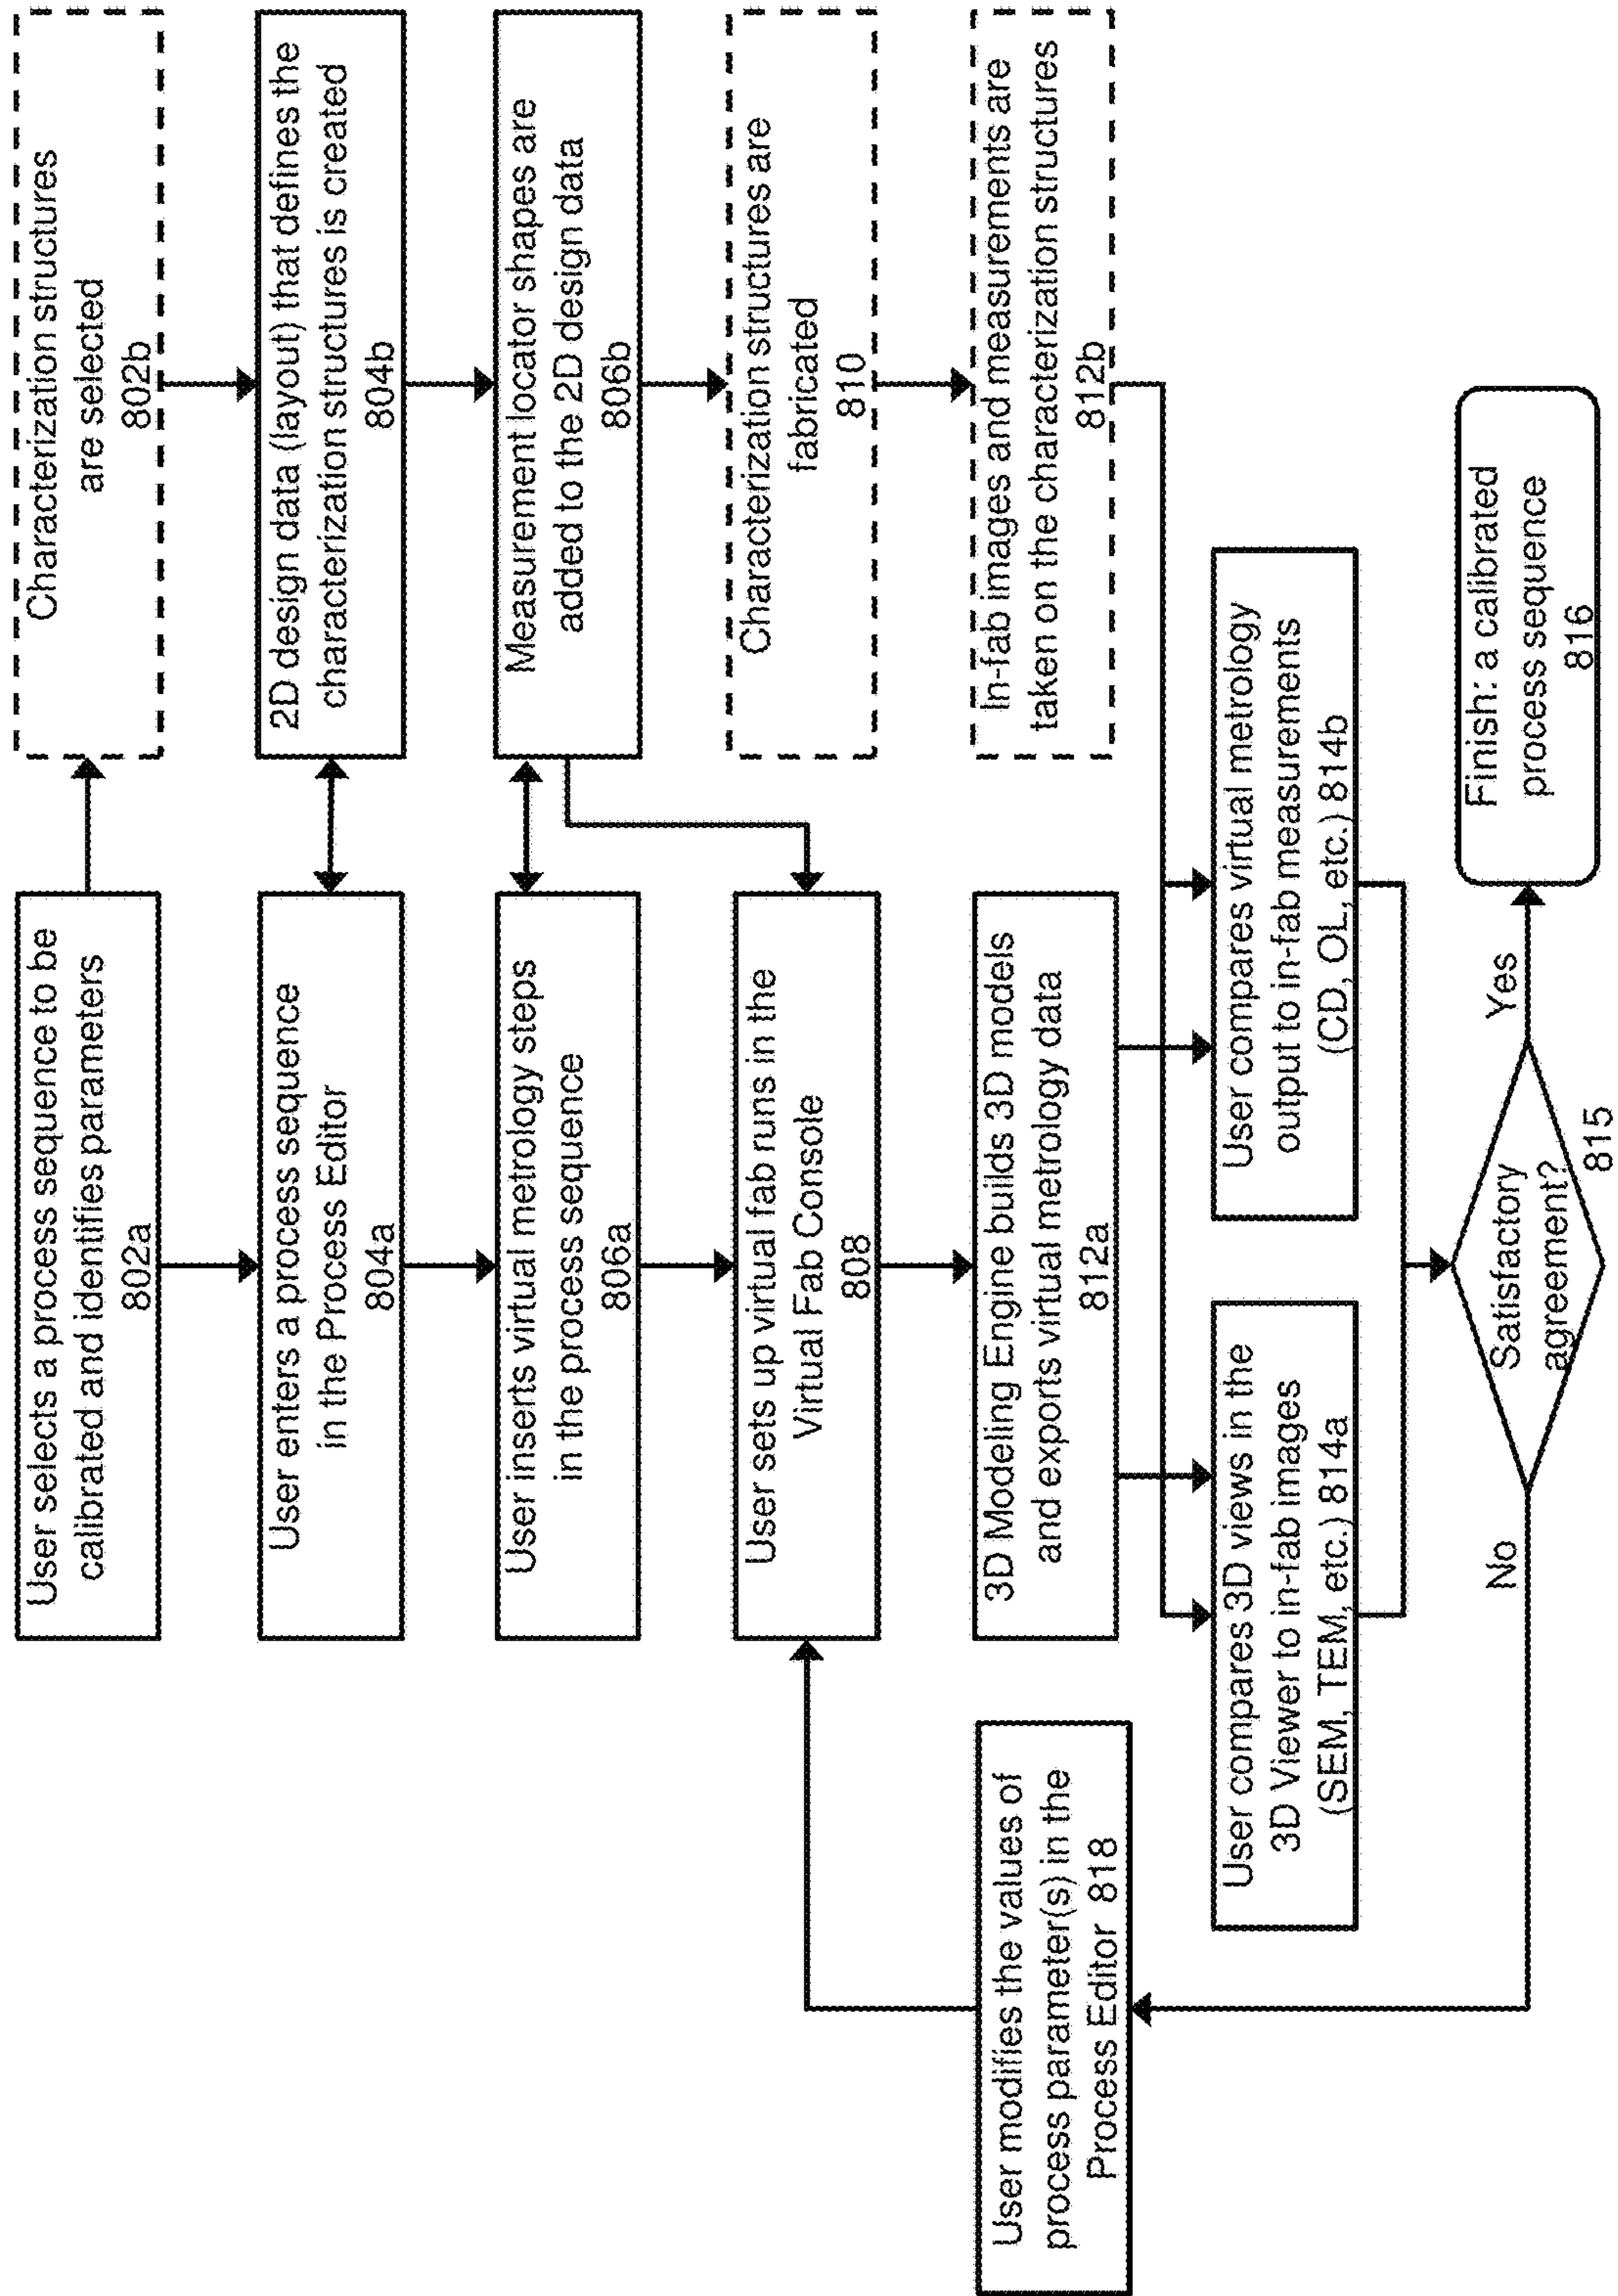 User selects a process sequence to be
calibrated and identifies parameters
802a
Characterization structures
are selected
802b
User enters a process sequence
in the Process Editor
804a
2D design data (layout) that defines the
characterization structures is created
804b
User inserts virtual metrology steps
in the process sequence
806a
Measurement locator shapes are
added to the 2D design data
806b
User sets up virtual fab runs in the
Virtual Fab Console
808
Characterization structures are
fabricated
810
3D Modeling Engine builds 3D models
and exports virtual metrology data
812a
In-fab images and measurements are
taken on the characterization structures
812b
User modifies the values of
process parameter(s) in the
Process Editor 818
User compares 3D views in the
3D Viewer to in-fab images
(SEM, TEM, etc.) 814a
User compares virtual metrology
output to in-fab measurements
(CD, OL, etc.) 814b
No
Satisfactory
agreement?
815
Yes
Finish: a calibrated
process sequence
816